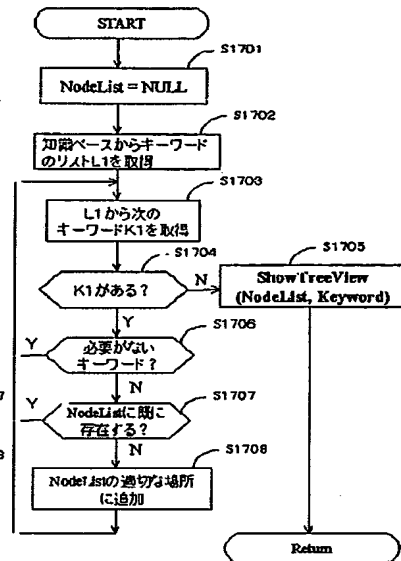 START
S1701
NodeList = NULL
S1702
知識ベースからキーワード
のリストL1を取得
S1703
L1から次の
キーワードK1を取得
S1704
K1がある?
N
S1705
ShowTreeView
(NodeList, Keyword)
Y
S1706
必要がない
キーワード?
Y
N
S1707
NodeListに既に
存在する?
Y
N
S1708
NodeListの適切な場所
に追加
Return